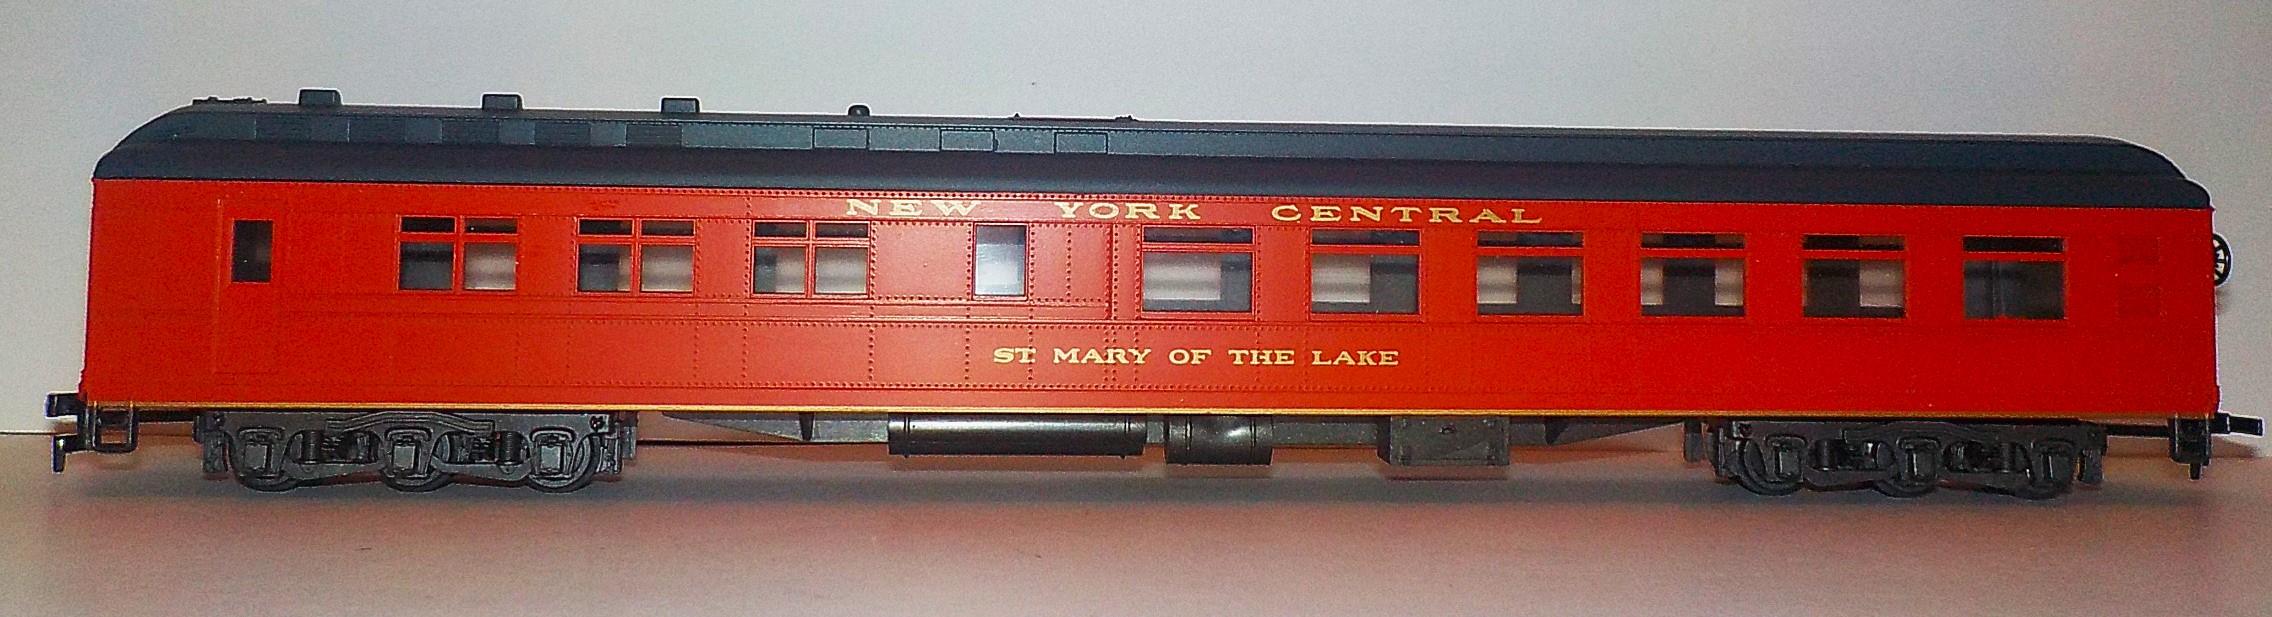 NEW YORK CENTRAL
ST. MARY OF THE LAKE